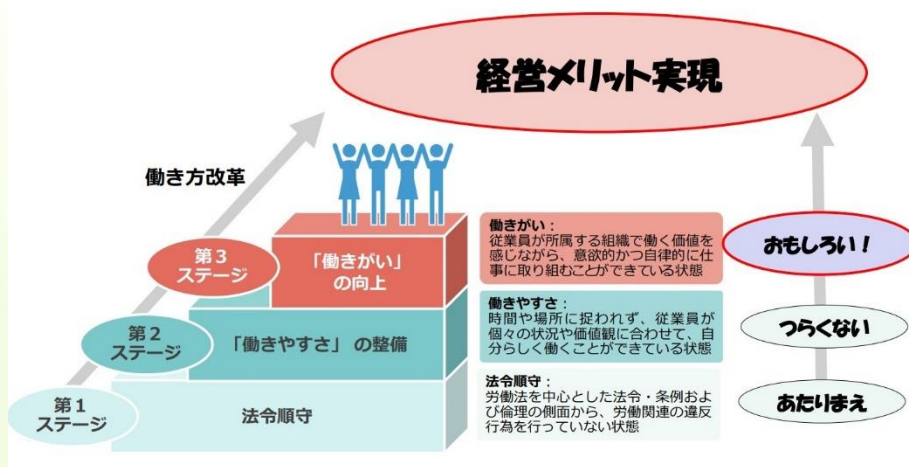 経営メリット実現
働き方改革
第３
ステージ
「働きがい」
の向上
働きがい：
従業員が所属する組織で働く価値を
感じながら、意欲的かつ自律的に仕
事に取り組むことができている状態
おもしろい！
第２
ステージ
「働きやすさ」の整備
働きやすさ：
時間や場所に捉われず、従業員が
個々の状況や価値観に合わせて、自
分らしく働くことができている状態
つらくない
第１
ステージ
法令順守
法令順守：
労働法を中心とした法令・条例およ
び倫理の側面から、労働関連の違反
行為を行っていない状態
あたりまえ